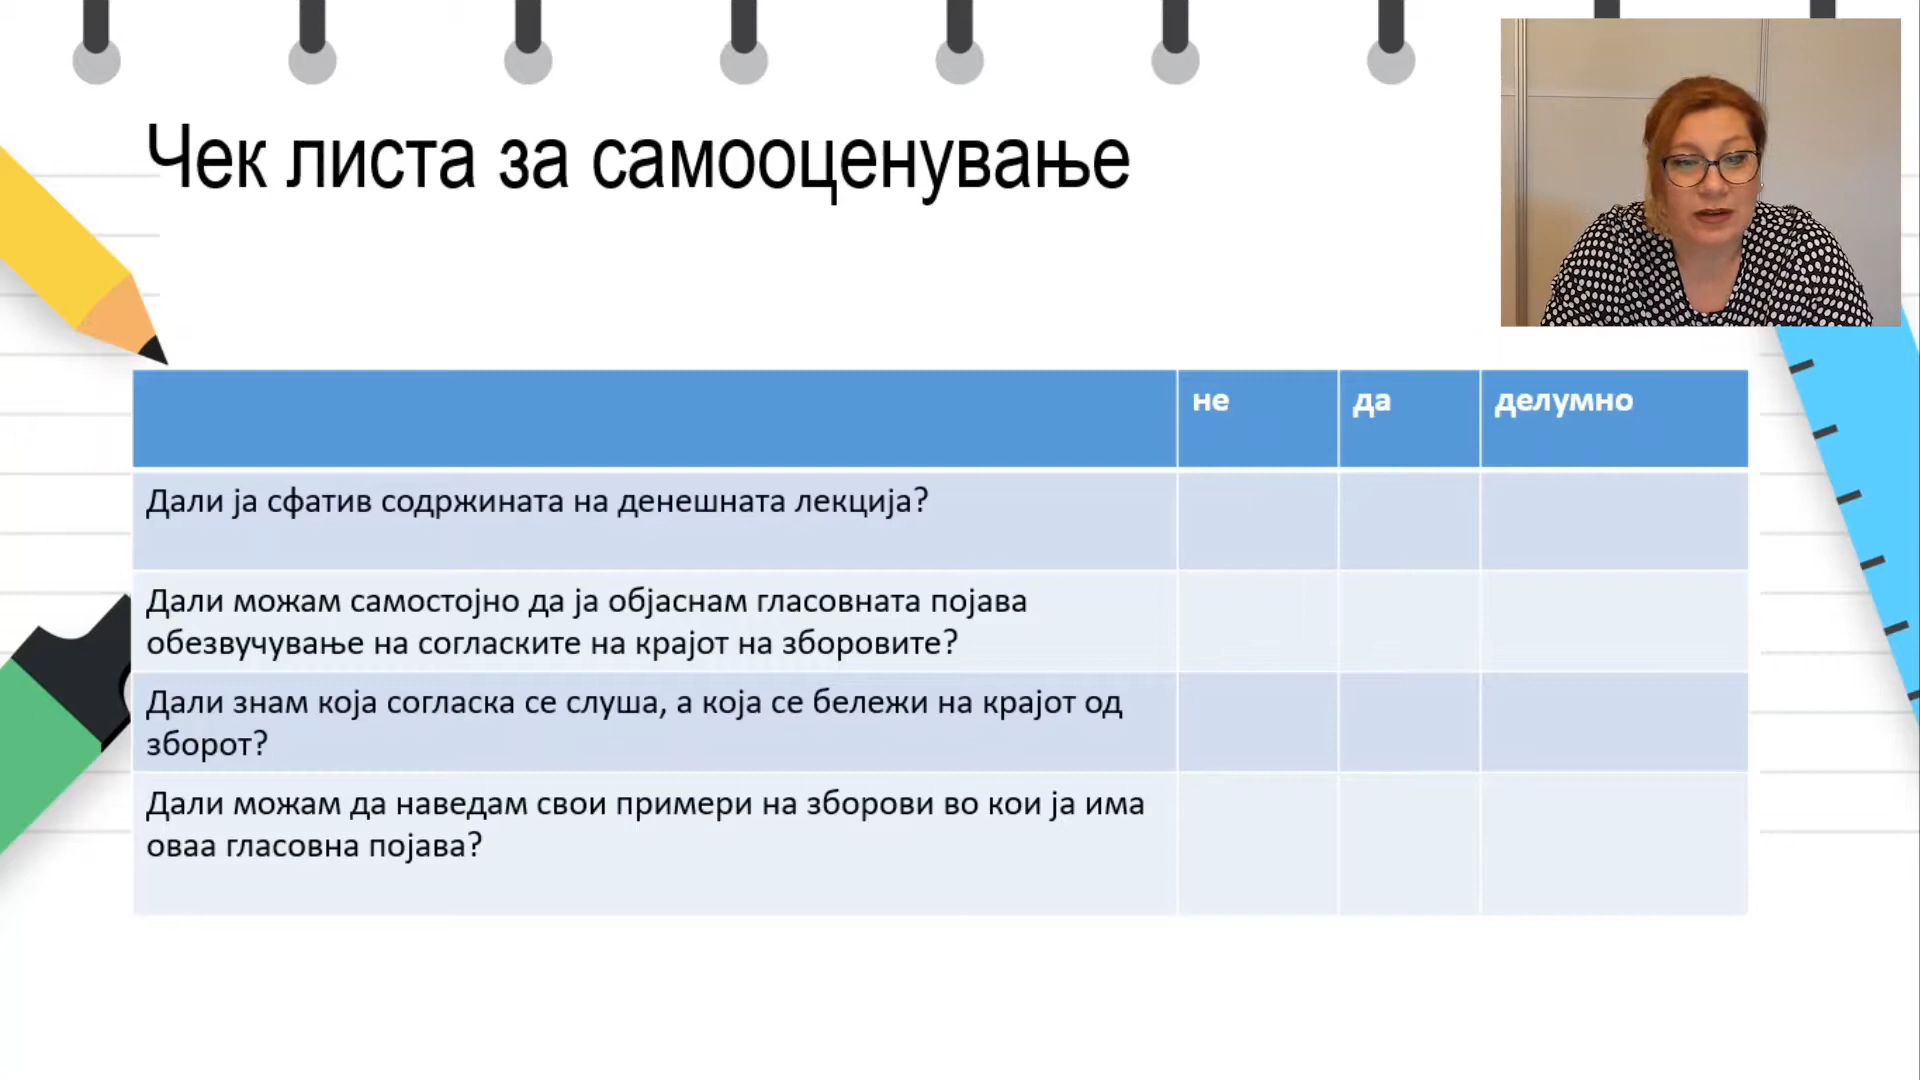 Чек листа за самооценување
не да делумно
Дали ја сфатив содржината на денешната лекција?
Дали можам самостојно да ја објаснам гласовната појава
обезвучување на согласките на крајот на зборовите?
Дали знам која согласка се слуша, а која се бележи на крајот од
зборот?
Дали можам да наведам свои примери на зборови во кои ја има
оваа гласовна појава?